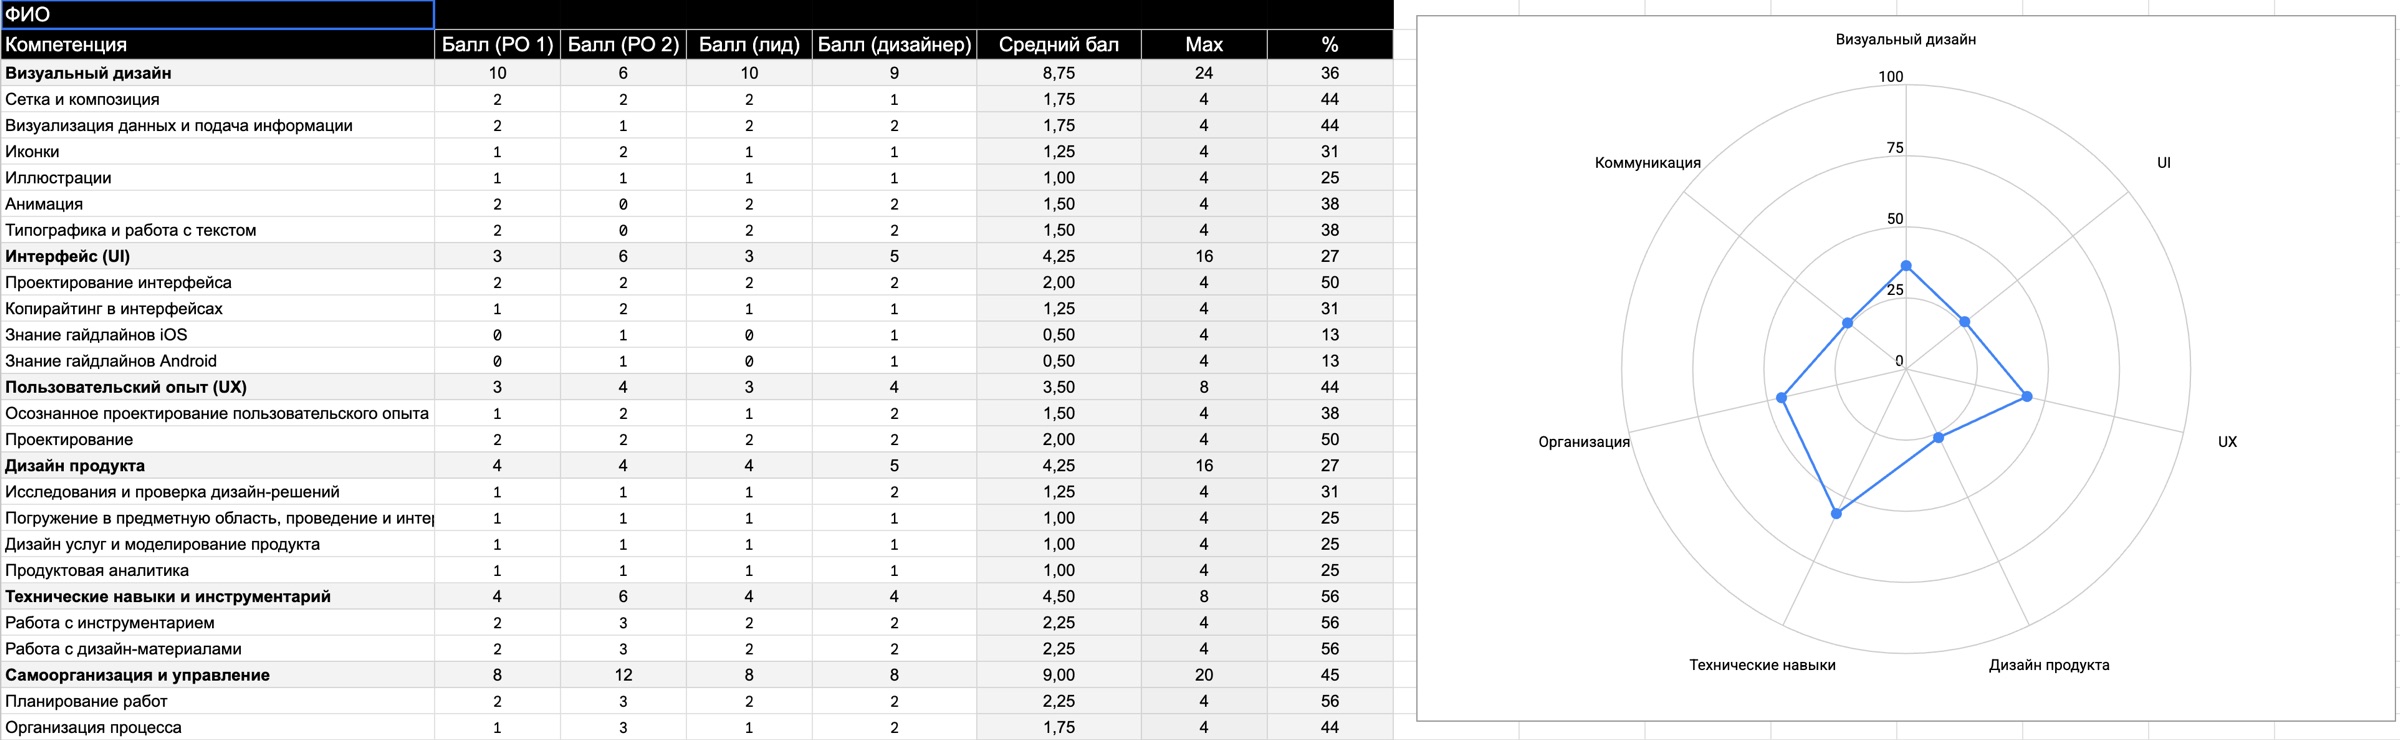 ФИО
Компетенция Балл (PO 1) Балл (PO 2) Балл (лид) Балл (дизайнер) Средний бал Max %
Визуальный дизайн 10 6 10 9 8,75 24 36
Сетка и композиция 2 2 2 1 1,75 4 44
Визуализация данных и подача информации 2 1 2 2 1,75 4 44
Иконки 1 2 1 1 1,25 4 31
Иллюстрации 1 1 1 1 1,00 4 25
Анимация 2 0 2 2 1,50 4 38
Типографика и работа с текстом 2 0 2 2 1,50 4 38
Интерфейс (UI) 3 6 3 5 4,25 16 27
Проектирование интерфейса 2 2 2 2 2,00 4 50
Копирайтинг в интерфейсах 1 2 1 1 1,25 4 31
Знание гайдлайнов iOS 0 1 0 1 0,50 4 13
Знание гайдлайнов Android 0 1 0 1 0,50 4 13
Пользовательский опыт (UX) 3 4 3 4 3,50 8 44
Осознанное проектирование пользовательского опыта 1 2 1 2 1,50 4 38
Проектирование 2 2 2 2 2,00 4 50
Дизайн продукта 4 4 4 5 4,25 16 27
Исследования и проверка дизайн-решений 1 1 1 2 1,25 4 31
Погружение в предметную область, проведение и интер 1 1 1 1 1,00 4 25
Дизайн услуг и моделирование продукта 1 1 1 1 1,00 4 25
Продуктовая аналитика 1 1 1 1 1,00 4 25
Технические навыки и инструментарий 4 6 4 4 4,50 8 56
Работа с инструментарием 2 3 2 2 2,25 4 56
Работа с дизайн-материалами 2 3 2 2 2,25 4 56
Самоорганизация и управление 8 12 8 8 9,00 20 45
Планирование работ 2 3 2 2 2,25 4 56
Организация процесса 1 3 1 2 1,75 4 44
Визуальный дизайн
100
75
Коммуникация UI
50
25
0
Организация UX
Технические навыки Дизайн продукта